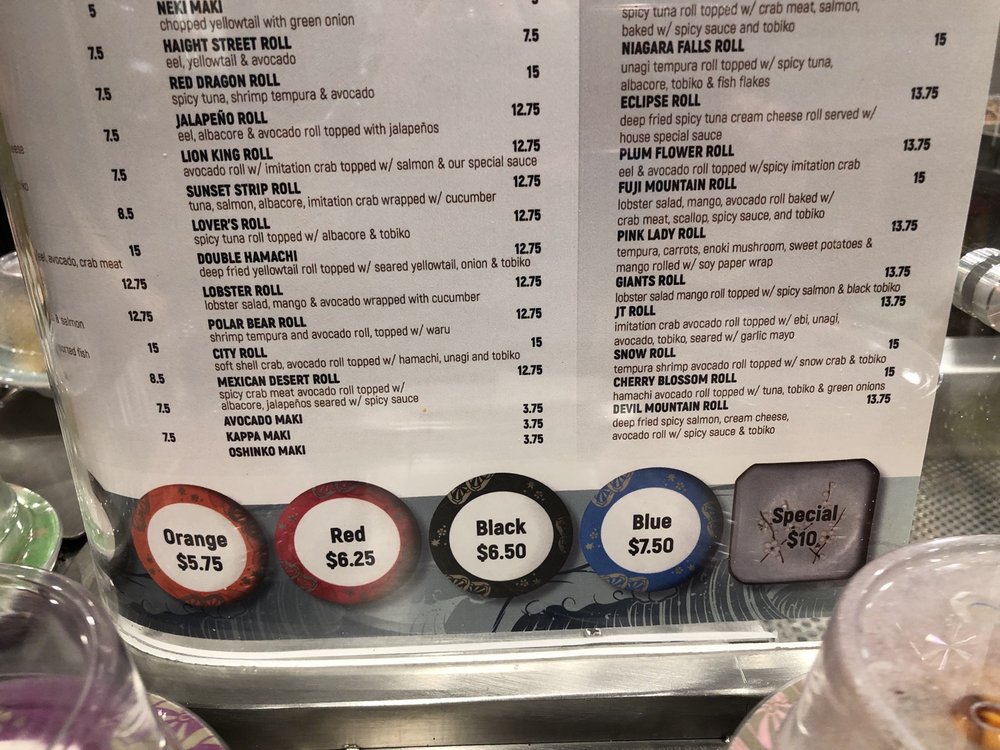 5
7.5
7.5
7.5
7.5
8.5
15
eel, avocado, crab meat
12.75
12.75
& salmon
15
fish
8.5
7.5
7.5
NEKI MAKI
chopped yellowtail with green onion
HAIGHT STREET ROLL 7.5
eel, yellowtail & avocado
RED DRAGON ROLL 15
spicy tuna, shrimp tempura & avocado
JALAPEÑO ROLL 12.75
eel, albacore & avocado roll topped with jalapeños
LION KING ROLL 12.75
avocado roll w/ imitation crab topped w/ salmon & our special sauce
SUNSET STRIP ROLL 12.75
tuna, salmon, albacore, imitation crab wrapped w/ cucumber
LOVER'S ROLL 12.75
spicy tuna roll topped w/ albacore & tobiko
DOUBLE HAMACHI 12.75
deep fried yellowtail roll topped w/ seared yellowtail, onion & tobiko
LOBSTER ROLL 12.75
lobster salad, mango & avocado wrapped with cucumber
POLAR BEAR ROLL 12.75
shrimp tempura and avocado roll, topped w/ waru
CITY ROLL 15
soft shell crab, avocado roll topped w/ hamachi, unagi and tobiko
MEXICAN DESERT ROLL 12.75
spicy crab meat avocado roll topped w/
albacore, jalapeños seared w/ spicy sauce
AVOCADO MAKI 3.75
KAPPA MAKI 3.75
OSHINKO MAKI 3.75
spicy tuna roll topped w/ crab meat, salmon,
baked w/ spicy sauce and tobiko
NIAGARA FALLS ROLL 15
unagi tempura roll topped w/ spicy tuna,
albacore, tobiko & fish flakes
ECLIPSE ROLL 13.75
deep fried spicy tuna cream cheese roll served w/
house special sauce
PLUM FLOWER ROLL 13.75
eel & avocado roll topped w/spicy imitation crab
FUJI MOUNTAIN ROLL 15
lobster salad, mango, avocado roll baked w/
crab meat, scallop, spicy sauce, and tobiko
PINK LADY ROLL 13.75
tempura, carrots, enoki mushroom, sweet potatoes &
mango rolled w/ soy paper wrap
GIANTS ROLL 13.75
lobster salad mango roll topped w/ spicy salmon & black tobiko
JT ROLL 13.75
imitation crab avocado roll topped w/ ebi, unagi,
avocado, tobiko, seared w/ garlic mayo
SNOW ROLL 15
tempura shrimp avocado roll topped w/ snow crab & tobiko
CHERRY BLOSSOM ROLL 15
hamachi avocado roll topped w/ tuna, tobiko & green onions
DEVIL MOUNTAIN ROLL 13.75
deep fried spicy salmon, cream cheese,
avocado roll w/ spicy sauce & tobiko
Orange
$5.75
Red
$6.25
Black
$6.50
Blue
$7.50
Special
$10